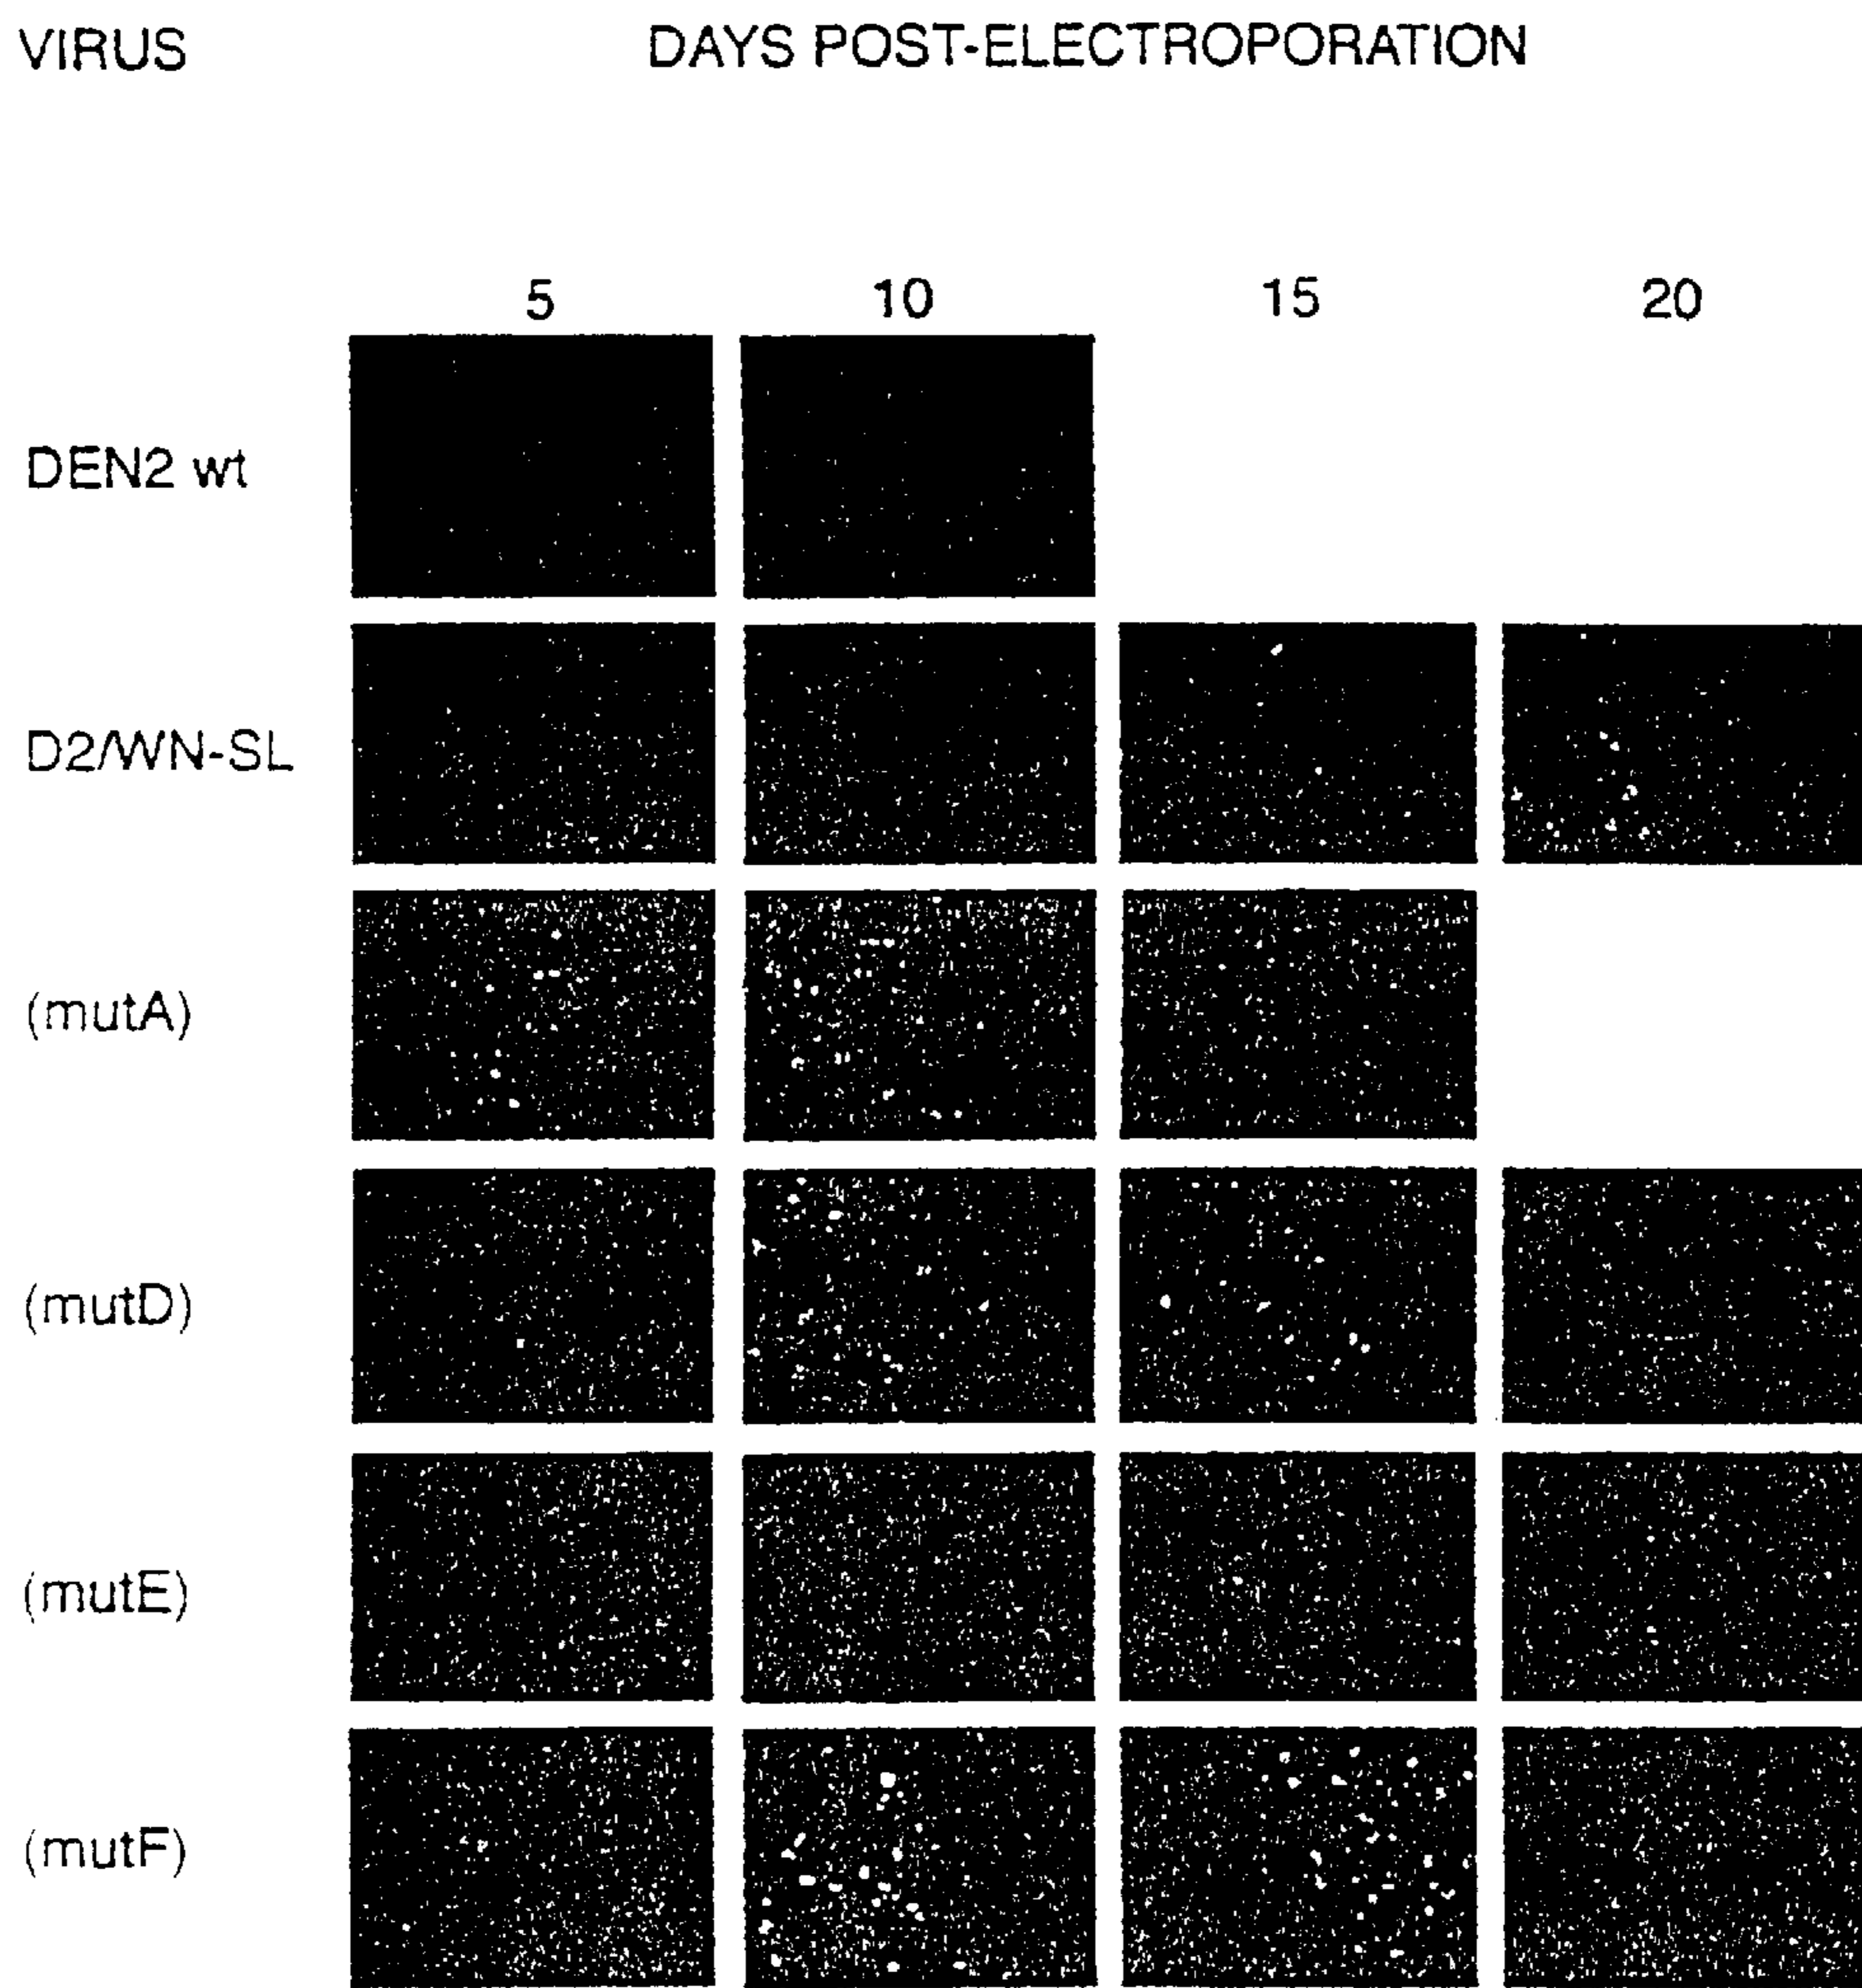 VIRUS DAYS POST-ELECTROPORATION
5 10 15 20
DEN2 wt
D2/WN-SL
(mutA)
(mutD)
(mutE)
(mutF)